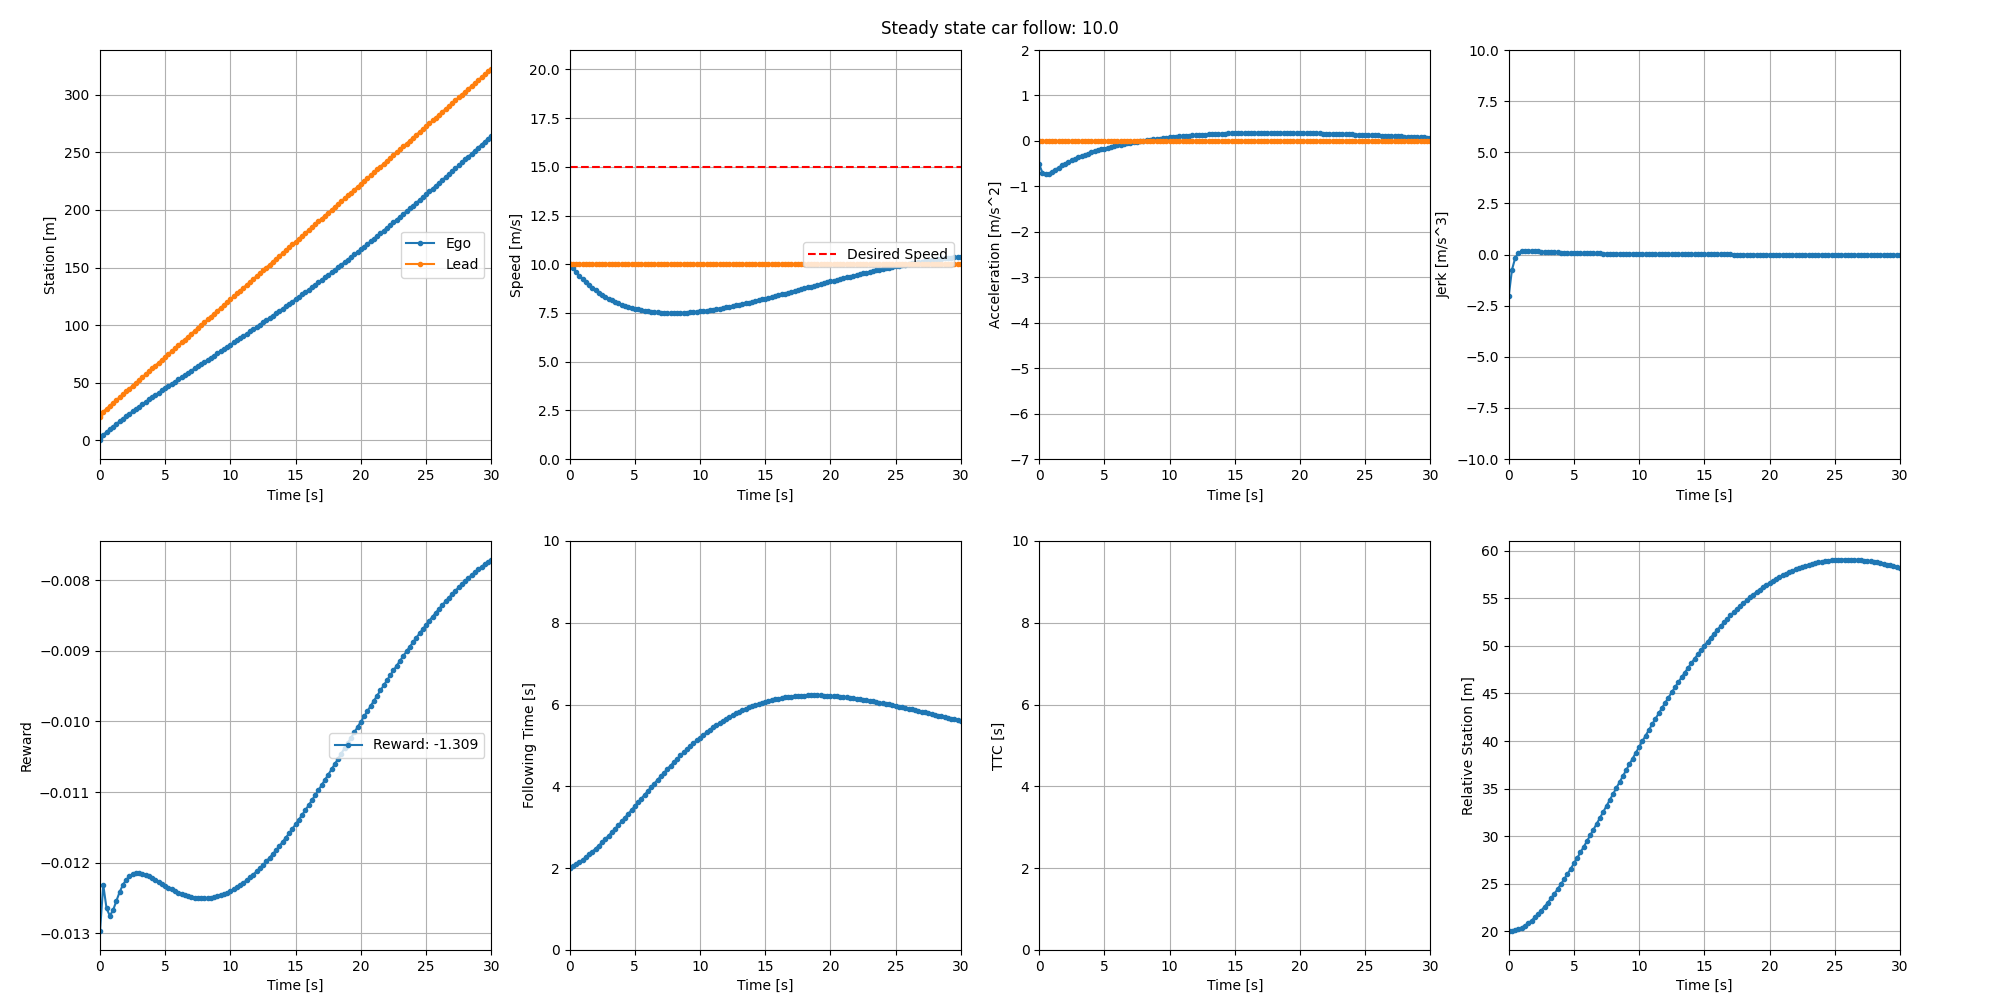 Steady state car follow: 10.0
Station [m]
300
250
200
150
100
50
0
Ego
Lead
0 5 10 15 20 25 30
Time [s]
Speed [m/s]
20.0
17.5
15.0
12.5
10.0
7.5
5.0
2.5
0.0
Desired Speed
0 5 10 15 20 25 30
Time [s]
Acceleration [m/s^2]
2
1
0
−1
−2
−3
−4
−5
−6
−7
0 5 10 15 20 25 30
Time [s]
Jerk [m/s^3]
10.0
7.5
5.0
2.5
0.0
−2.5
−5.0
−7.5
−10.0
0 5 10 15 20 25 30
Time [s]
Reward
−0.008
−0.009
−0.010
−0.011
−0.012
−0.013
Reward: -1.309
0 5 10 15 20 25 30
Time [s]
Following Time [s]
10
8
6
4
2
0
0 5 10 15 20 25 30
Time [s]
TTC [s]
10
8
6
4
2
0
0 5 10 15 20 25 30
Time [s]
Relative Station [m]
60
55
50
45
40
35
30
25
20
0 5 10 15 20 25 30
Time [s]